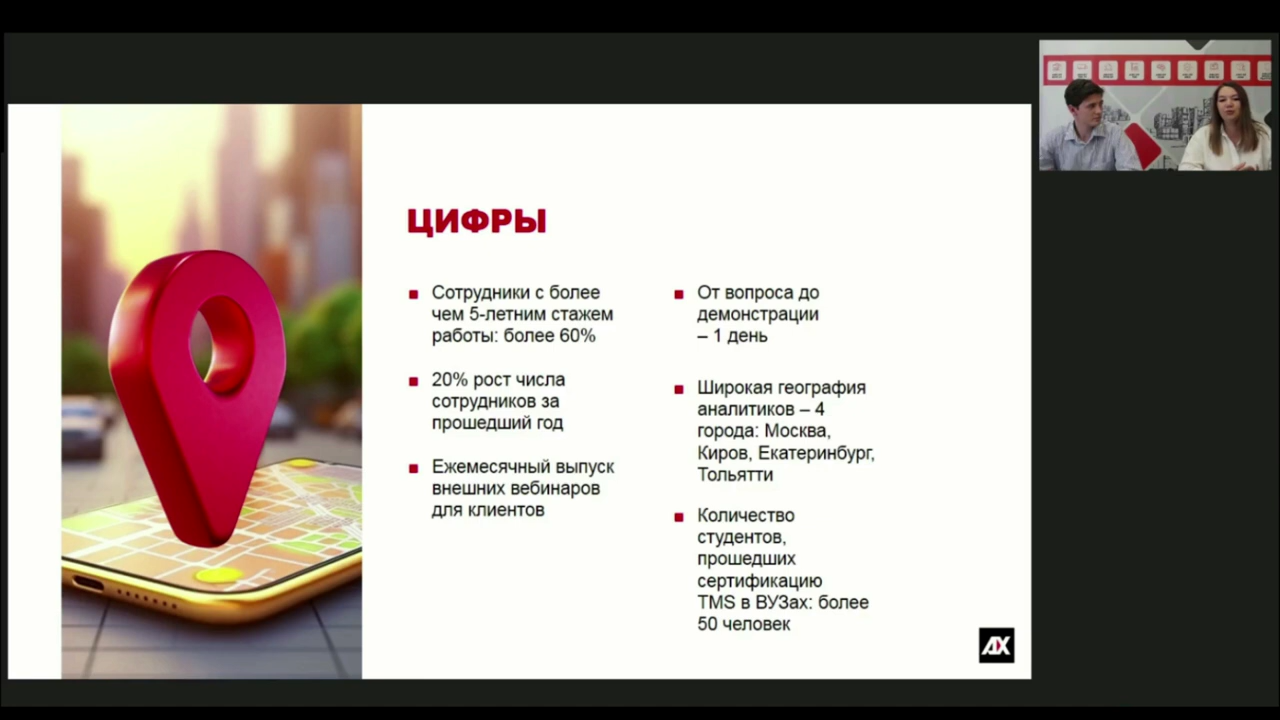 ЦИФРЫ
Сотрудники с более
чем 5-летним стажем
работы: более 60%
20% рост числа
сотрудников за
прошедший год
Ежемесячный выпуск
внешних вебинаров
для клиентов
От вопроса до
демонстрации
– 1 день
Широкая география
аналитиков – 4
города: Москва,
Киров, Екатеринбург,
Тольятти
Количество
студентов,
прошедших
сертификацию
TMS в ВУЗах: более
50 человек
AX